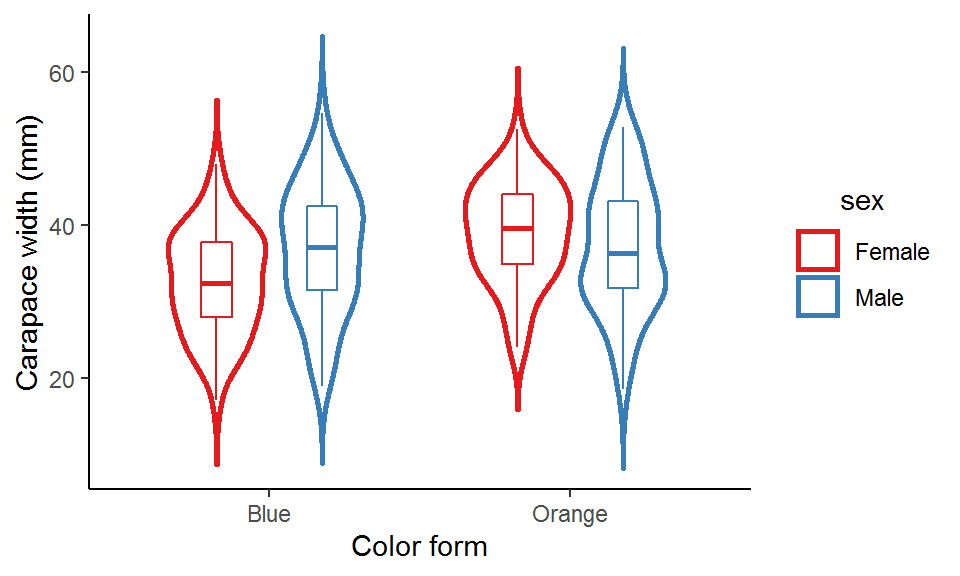 60
40
20
Carapace width (mm)
Blue
Orange
Color form
sex
Female
Male